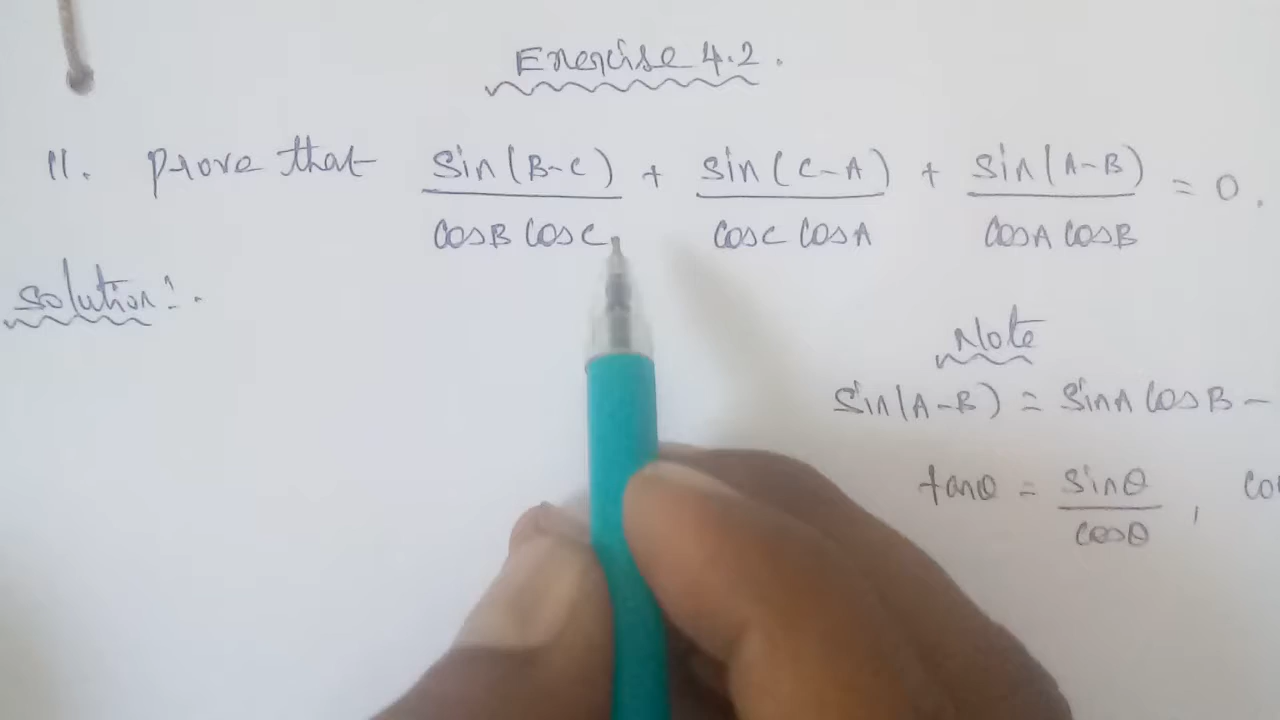 Exercise 4.2.
11. Prove that sin(B-C)/cosB cosC + sin(C-A)/cosC cosA + sin(A-B)/cosA cosB = 0.
Solution:.
Note
sin(A-B) = sinA cosB -
tanθ = sinθ/cosθ ,